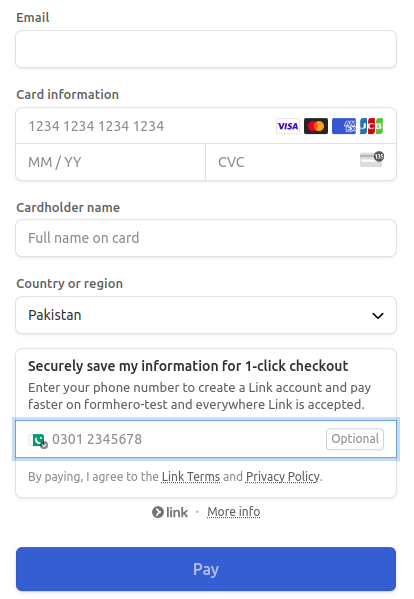 Email
Card information
1234 1234 1234 1234 VISA AM EX JCB
MM / YY CVC 135
Cardholder name
Full name on card
Country or region
Pakistan
Securely save my information for 1-click checkout
Enter your phone number to create a Link account and pay
faster on formhero-test and everywhere Link is accepted.
0301 2345678 Optional
By paying, I agree to the Link Terms and Privacy Policy.
link · More info
Pay